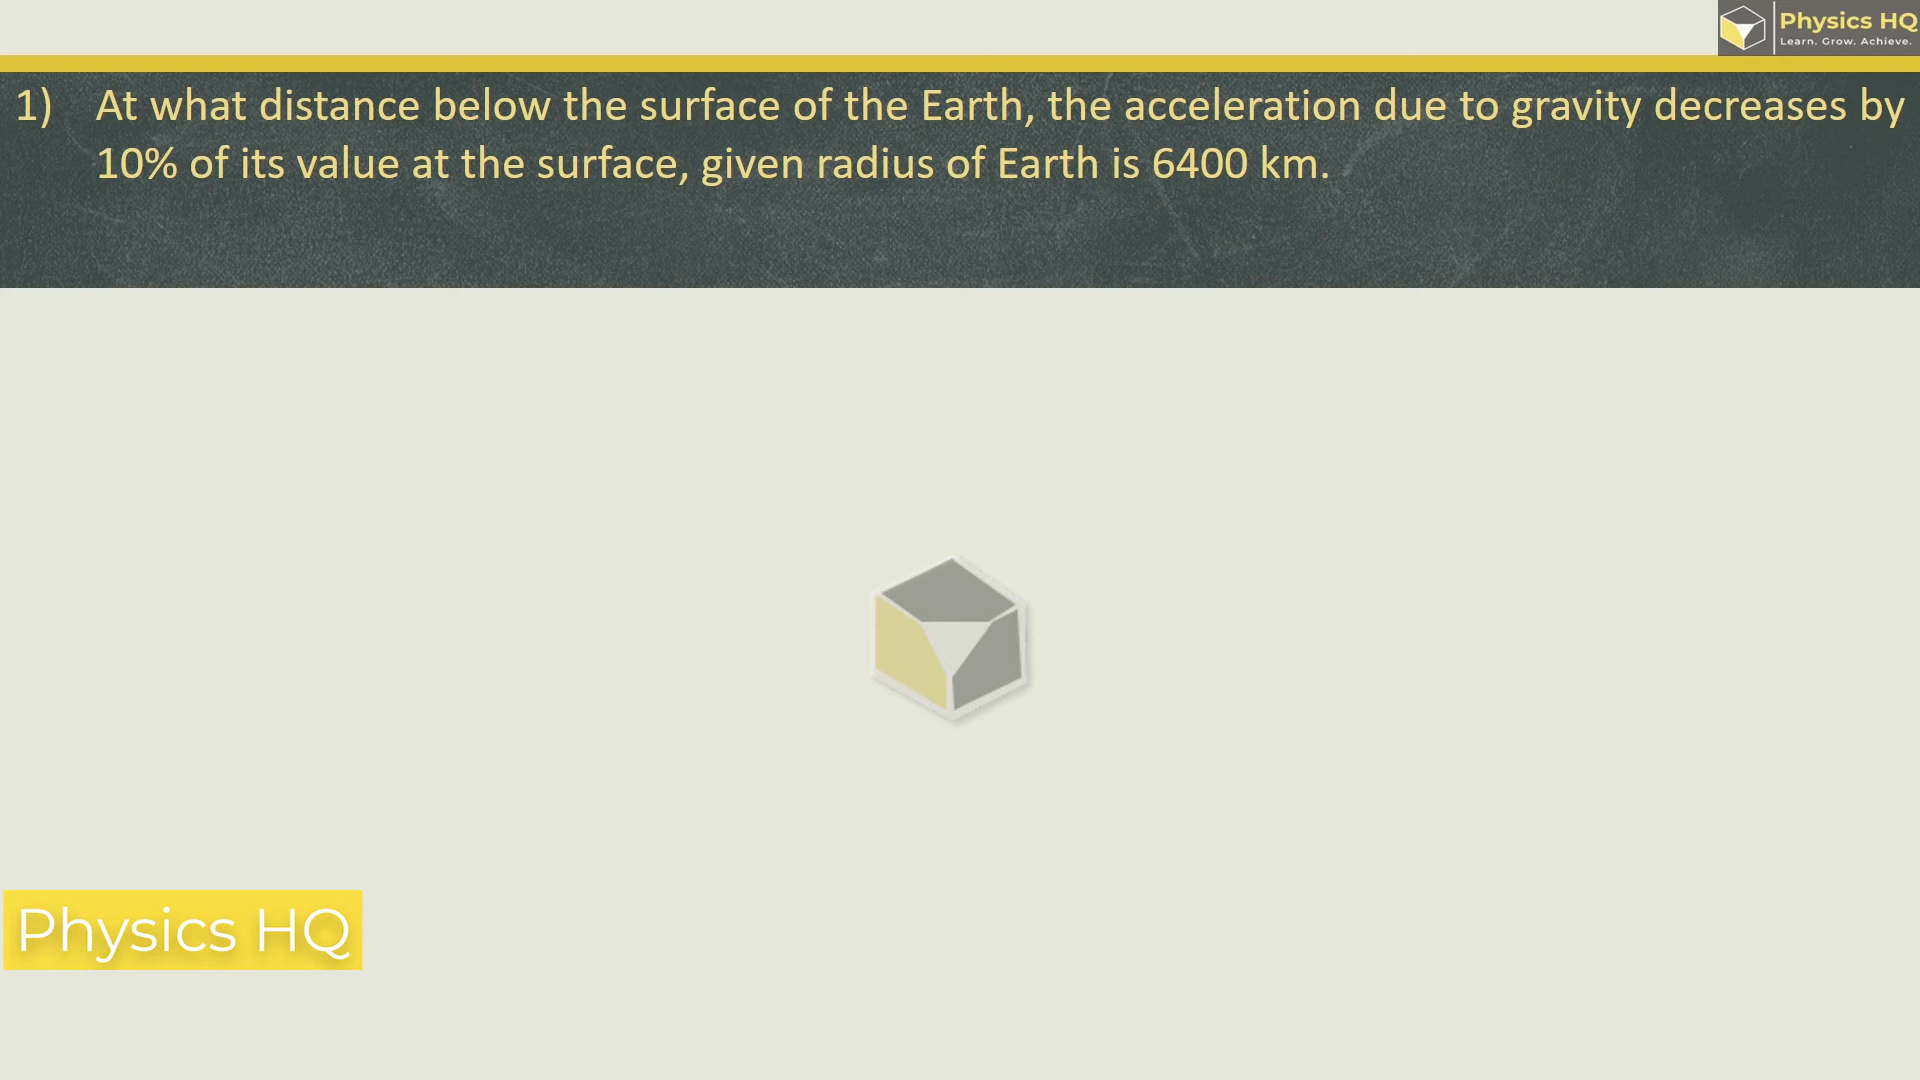 Physics HQ
Learn. Grow. Achieve.
1) At what distance below the surface of the Earth, the acceleration due to gravity decreases by
10% of its value at the surface, given radius of Earth is 6400 km.
Physics HQ